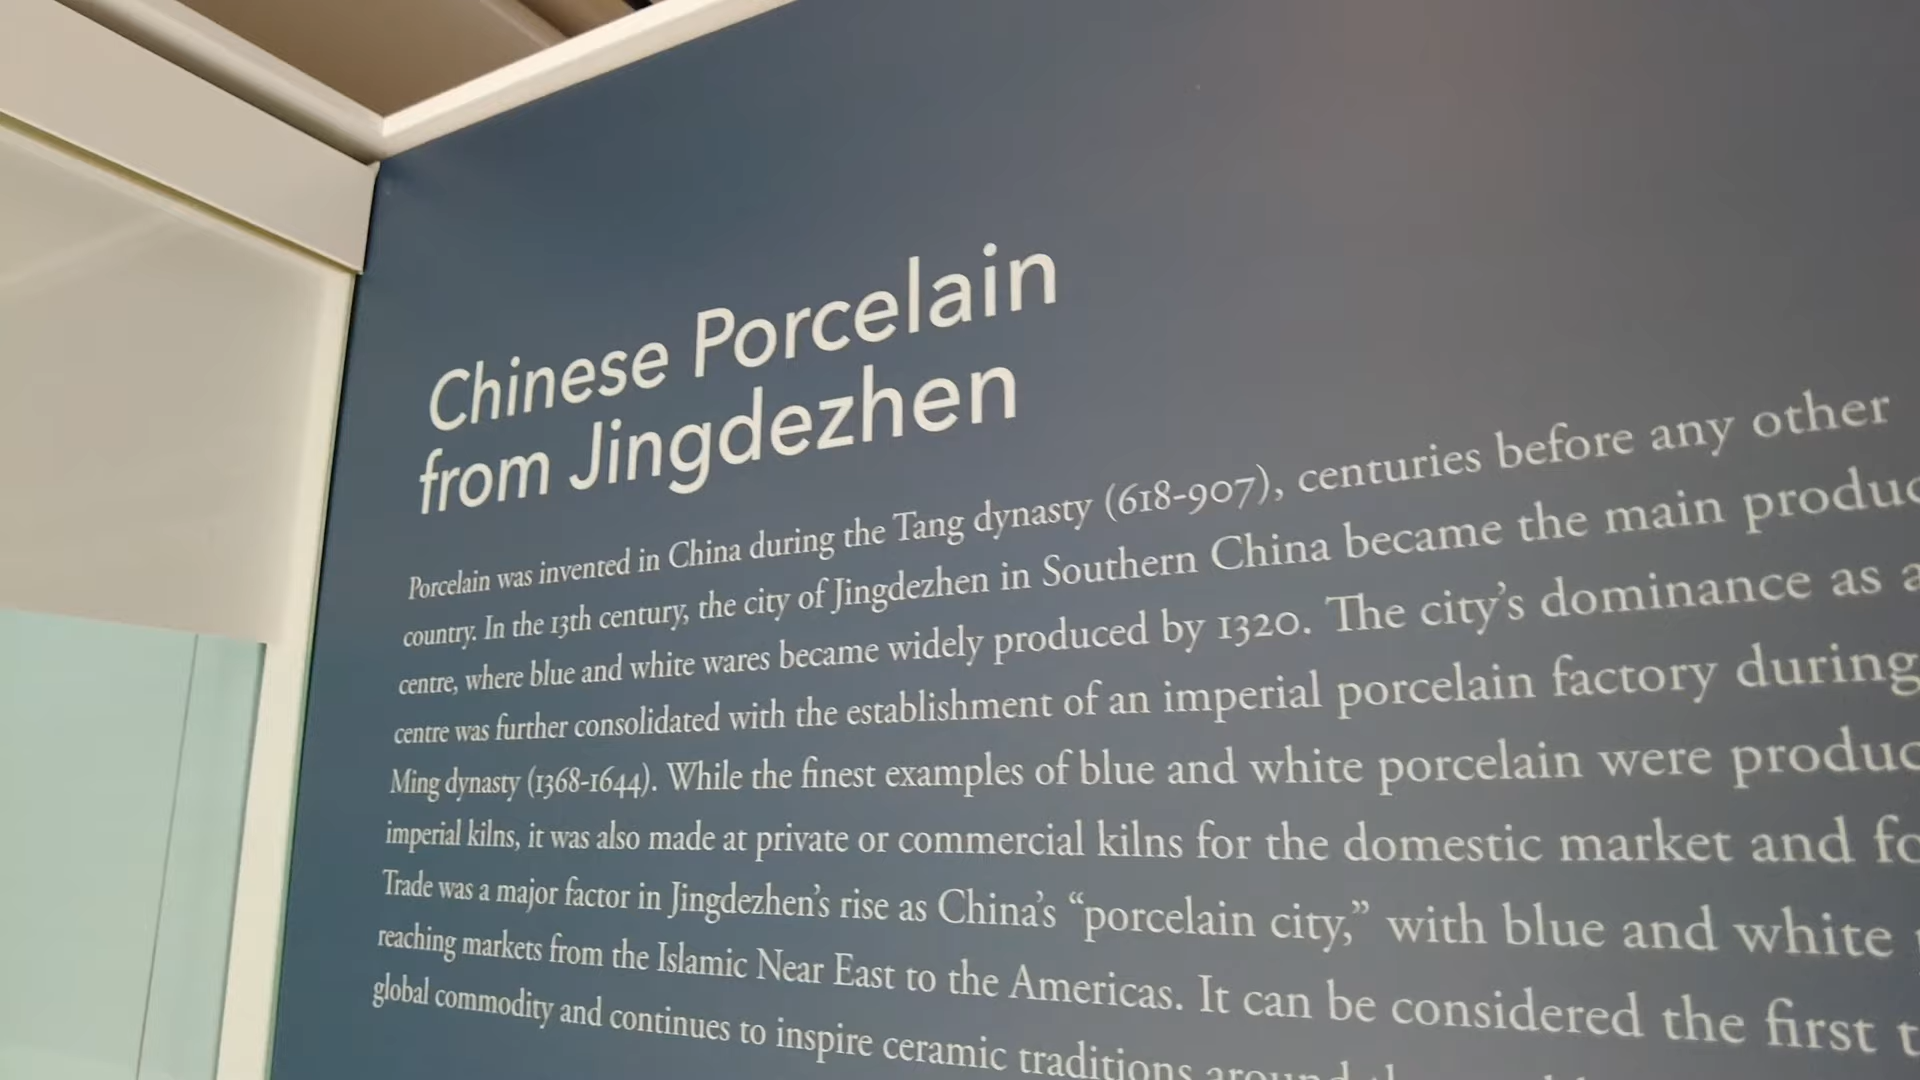 Chinese Porcelain
from Jingdezhen
Porcelain was invented in China during the Tang dynasty (618-907), centuries before any other
country. In the 13th century, the city of Jingdezhen in Southern China became the main
centre, where blue and white wares became widely produced by 1320. The city’s dominance as
centre was further consolidated with the establishment of an imperial porcelain factory during
Ming dynasty (1368-1644). While the finest examples of blue and white porcelain were
imperial kilns, it was also made at private or commercial kilns for the domestic market and
Trade was a major factor in Jingdezhen’s rise as China’s “porcelain city,” with blue and white
reaching markets from the Islamic Near East to the Americas. It can be considered the first
global commodity and continues to inspire ceramic traditions around